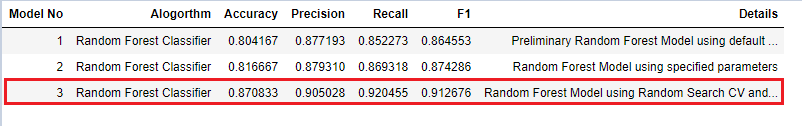 Model No Alogorthm Accuracy Precision Recall F1 Details
1 Random Forest Classifier 0.804167 0.877193 0.852273 0.864553 Preliminary Random Forest Model using default ...
2 Random Forest Classifier 0.816667 0.879310 0.869318 0.874286 Random Forest Model using specified parameters
3 Random Forest Classifier 0.870833 0.905028 0.920455 0.912676 Random Forest Model using Random Search CV and...